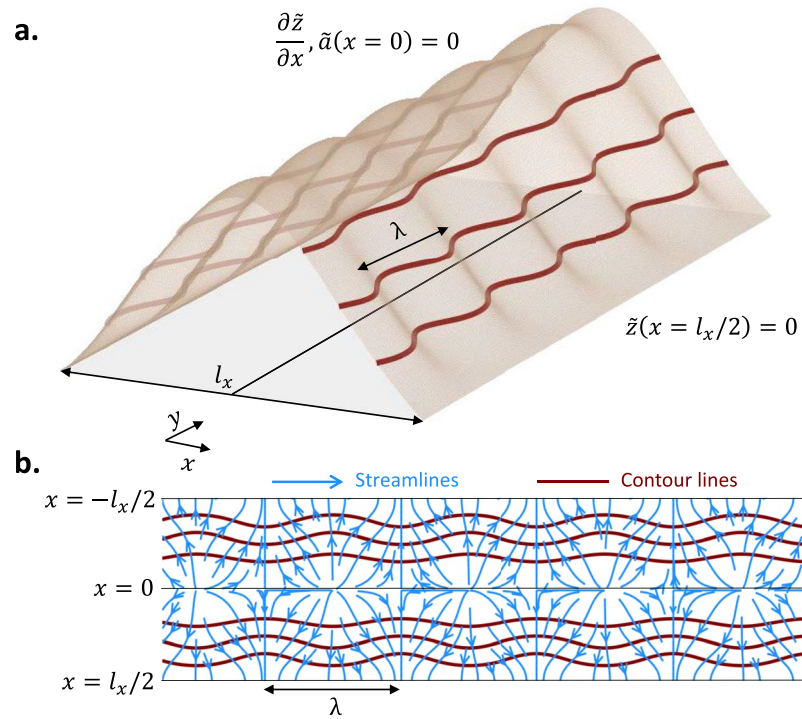 a.
∂z̃/∂x, ã(x = 0) = 0
λ
z̃(x = l_x/2) = 0
l_x
y
x
b.
Streamlines
Contour lines
x = −l_x/2
x = 0
x = l_x/2
λ